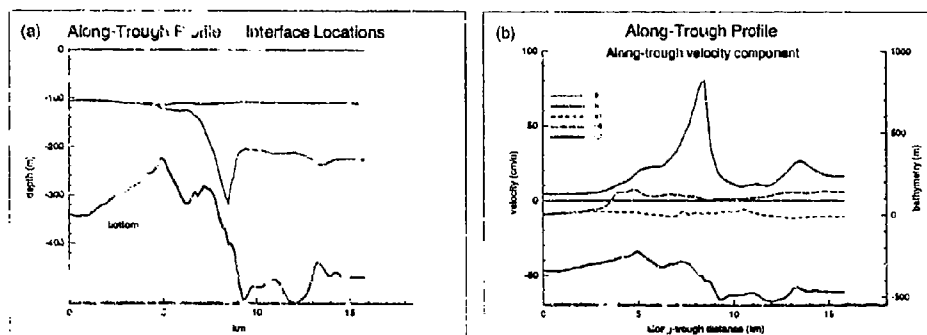 (a) Along-Trough Profile Interface Locations
0
-100
-200
-300
-400
depth (m)
bottom
0 5 10 15
km
(b) Along-Trough Profile
Along-trough velocity component
100
50
0
-50
velocity (cm/s)
1000
500
0
-500
bathymetry (m)
0 5 10 15
along-trough distance (km)